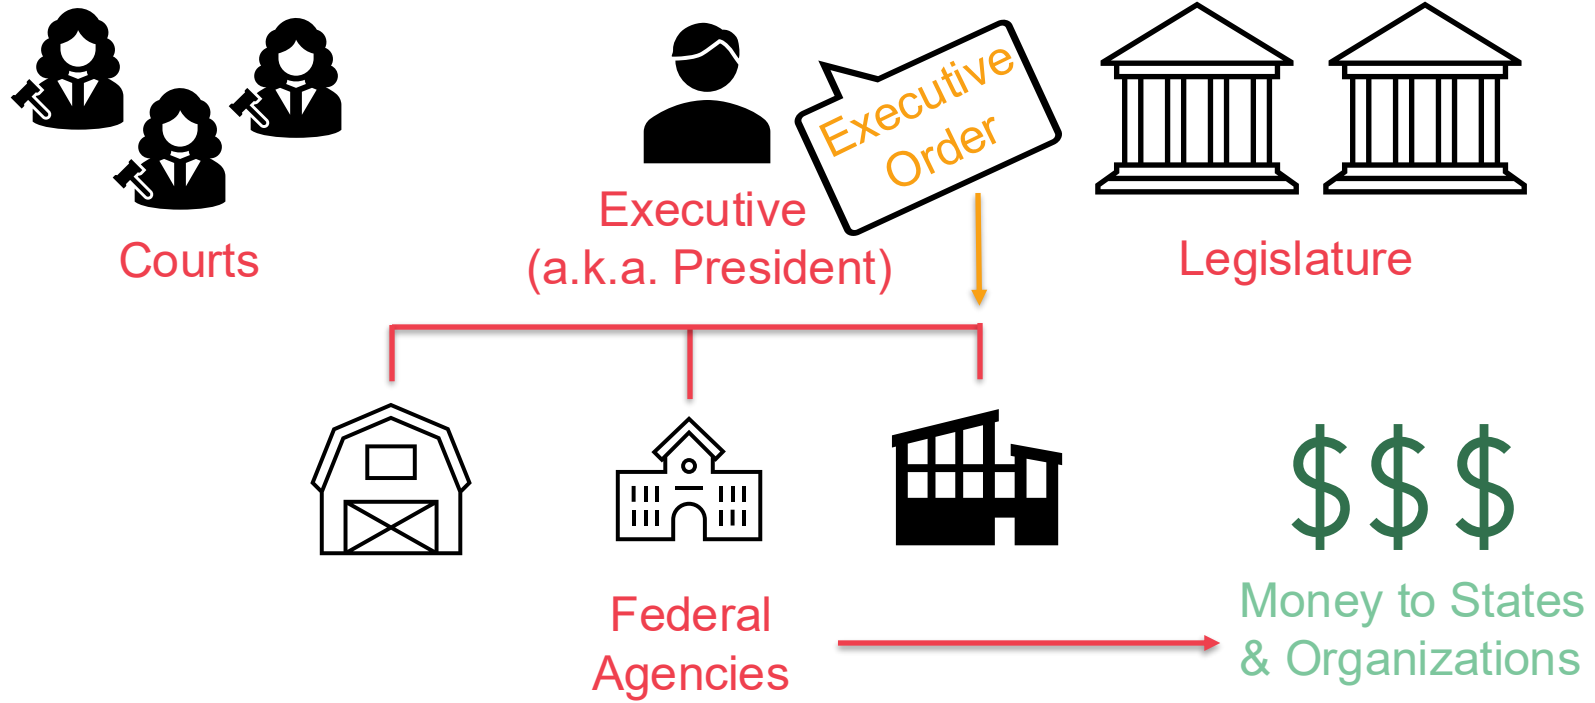 Executive
Order
Courts
Executive
(a.k.a. President)
Legislature
Federal
Agencies
$ $ $
Money to States
& Organizations